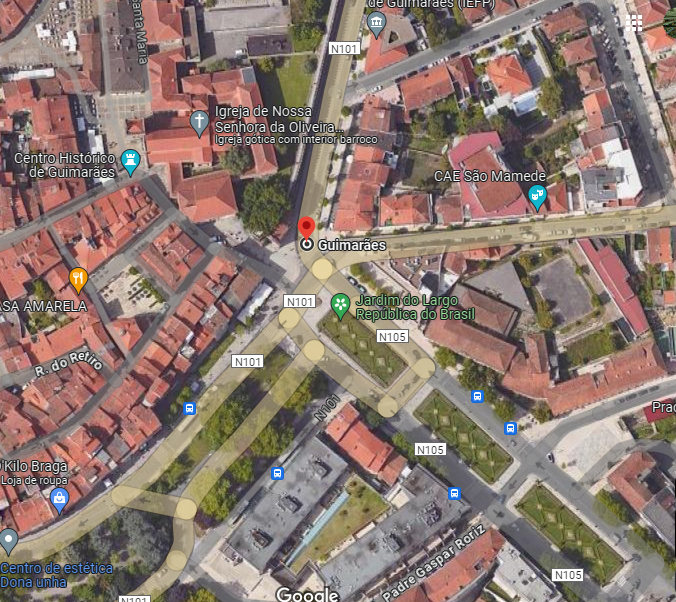 de Guimarães (IEFP)
Santa Maria
N101
Igreja de Nossa
Senhora da Oliveira...
Igreja gótica com interior barroco
Centro Histórico
de Guimarães
CAE São Mamede
Guimarães
ASA AMARELA
N101
Jardim do Largo
República do Brasil
N105
R. do Retiro
N101
N101
Prac
N105
'Kilo Braga
Loja de roupa
Centro de estética
Dona unha
Padre Gaspar Roriz
N105
N101
Google